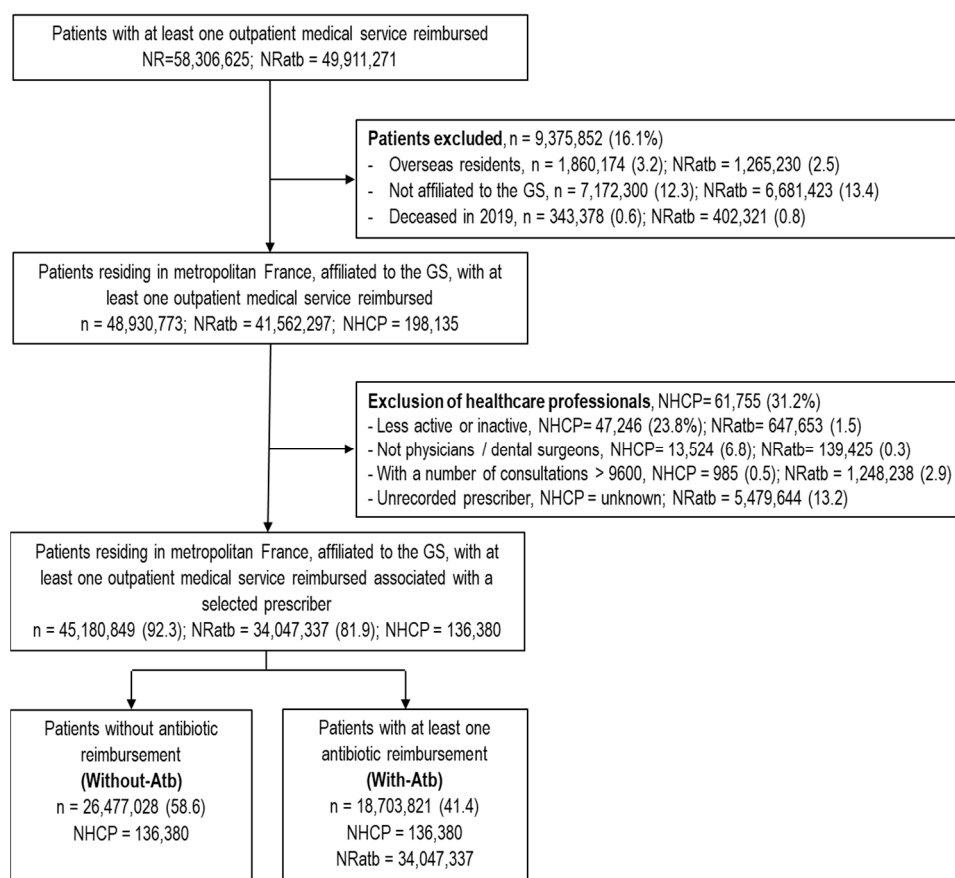 Patients with at least one outpatient medical service reimbursed
NR=58,306,625; NRatb = 49,911,271
Patients excluded, n = 9,375,852 (16.1%)
- Overseas residents, n = 1,860,174 (3.2); NRatb = 1,265,230 (2.5)
- Not affiliated to the GS, n = 7,172,300 (12.3); NRatb = 6,681,423 (13.4)
- Deceased in 2019, n = 343,378 (0.6); NRatb = 402,321 (0.8)
Patients residing in metropolitan France, affiliated to the GS, with at
least one outpatient medical service reimbursed
n = 48,930,773; NRatb = 41,562,297; NHCP = 198,135
Exclusion of healthcare professionals, NHCP= 61,755 (31.2%)
- Less active or inactive, NHCP= 47,246 (23.8%); NRatb= 647,653 (1.5)
- Not physicians / dental surgeons, NHCP= 13,524 (6.8); NRatb= 139,425 (0.3)
- With a number of consultations > 9600, NHCP = 985 (0.5); NRatb = 1,248,238 (2.9)
- Unrecorded prescriber, NHCP = unknown; NRatb = 5,479,644 (13.2)
Patients residing in metropolitan France, affiliated to the GS, with at
least one outpatient medical service reimbursed associated with a
selected prescriber
n = 45,180,849 (92.3); NRatb = 34,047,337 (81.9); NHCP = 136,380
Patients without antibiotic
reimbursement
(Without-Atb)
n = 26,477,028 (58.6)
NHCP = 136,380
Patients with at least one
antibiotic reimbursement
(With-Atb)
n = 18,703,821 (41.4)
NHCP = 136,380
NRatb = 34,047,337